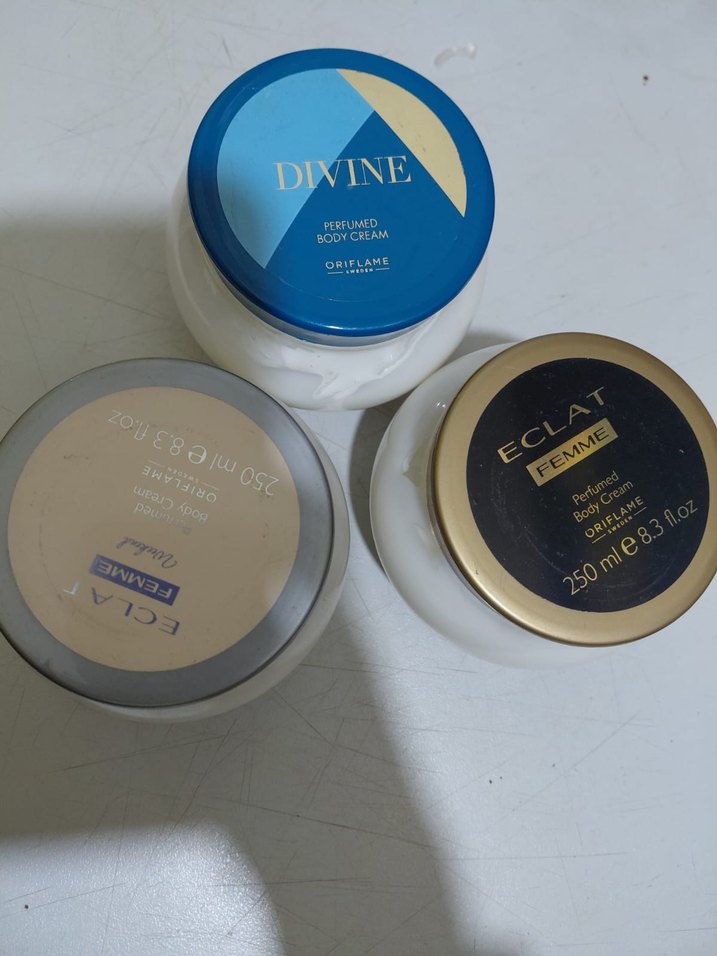 DIVINE
PERFUMED
BODY CREAM
ORIFLAME
SWEDEN
ECLAT
FEMME
Weekend
Perfumed
Body Cream
ORIFLAME
SWEDEN
250 ml e 8.3 fl.oz
ECLAT
FEMME
Perfumed
Body Cream
ORIFLAME
SWEDEN
250 ml e 8.3 fl.oz